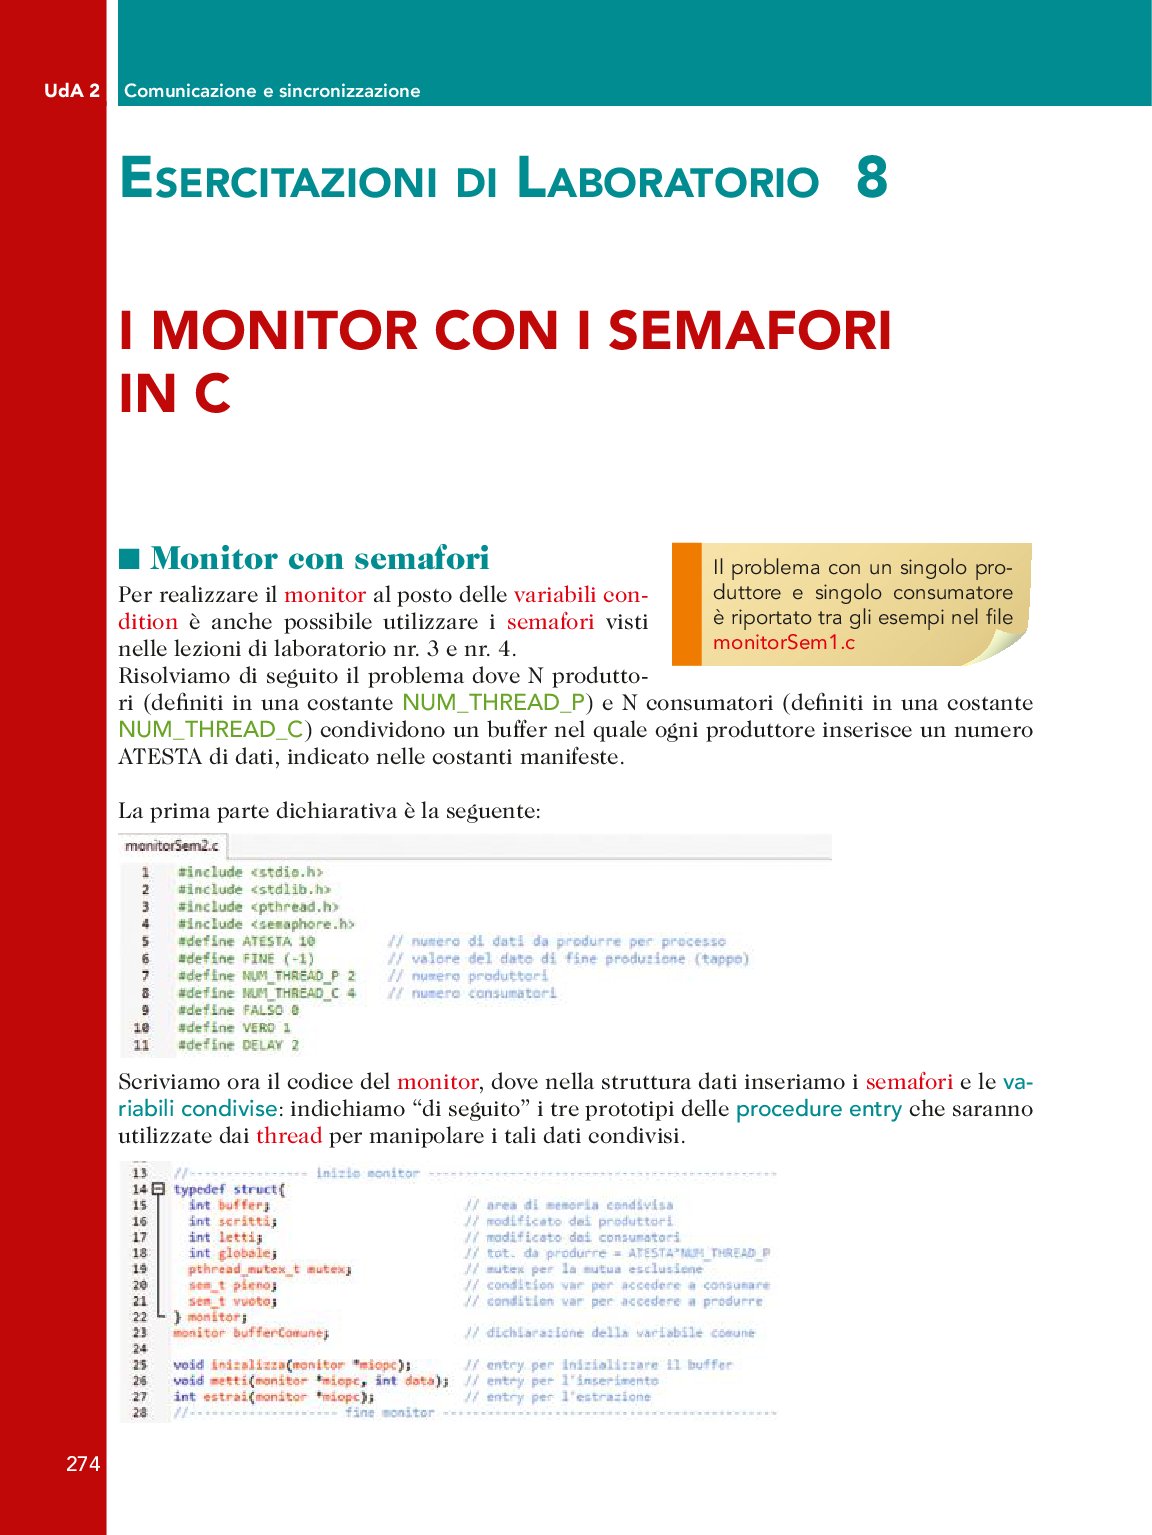 UdA 2 Comunicazione e sincronizzazione
ESERCITAZIONI DI LABORATORIO 8
I MONITOR CON I SEMAFORI
IN C
Monitor con semafori
Per realizzare il monitor al posto delle variabili con-
dition è anche possibile utilizzare i semafori visti
nelle lezioni di laboratorio nr. 3 e nr. 4.
Il problema con un singolo pro-
duttore e singolo consumatore
è riportato tra gli esempi nel file
monitorSem1.c
Risolviamo di seguito il problema dove N produtto-
ri (definiti in una costante NUM_THREAD_P) e N consumatori (definiti in una costante
NUM_THREAD_C) condividono un buffer nel quale ogni produttore inserisce un numero
ATESTA di dati, indicato nelle costanti manifeste.
La prima parte dichiarativa è la seguente:
monitorSem2.c
1 #include <stdio.h>
2 #include <stdlib.h>
3 #include <pthread.h>
4 #include <semaphore.h>
5 #define ATESTA 10 // numero di dati da produrre per processo
6 #define FINE (-1) // valore del dato di fine produzione (tappo)
7 #define NUM_THREAD_P 2 // numero produttori
8 #define NUM_THREAD_C 4 // numero consumatori
9 #define FALSO 0
10 #define VERO 1
11 #define DELAY 2
Scriviamo ora il codice del monitor, dove nella struttura dati inseriamo i semafori e le va-
riabili condivise: indichiamo “di seguito” i tre prototipi delle procedure entry che saranno
utilizzate dai thread per manipolare i tali dati condivisi.
13 //---------------- inizio monitor ------------------------------------------------
14 typedef struct{
15 int buffer; // area di memoria condivisa
16 int scritti; // modificato dai produttori
17 int letti; // modificato dai consumatori
18 int globale; // tot. da produrre = ATESTA*NUM_THREAD_P
19 pthread_mutex_t mutex; // mutex per la mutua esclusione
20 sem_t pieno; // condition var per accedere a consumare
21 sem_t vuoto; // condition var per accedere a produrre
22 } monitor;
23 monitor bufferComune; // dichiarazione della variabile comune
24
25 void inizalizza(monitor *miopc); // entry per inizializzare il buffer
26 void metti(monitor *miopc, int data); // entry per l'inserimento
27 int estrai(monitor *miopc); // entry per l'estrazione
28 //-------------------- fine monitor ----------------------------------------------
274